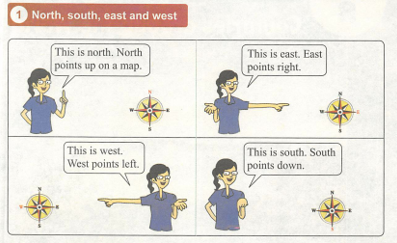 1 North, south, east and west
This is north. North
points up on a map.
This is east. East
points right.
N
W E
S
N
W E
S
This is west.
West points left.
This is south. South
points down.
N
W E
S
N
W E
S